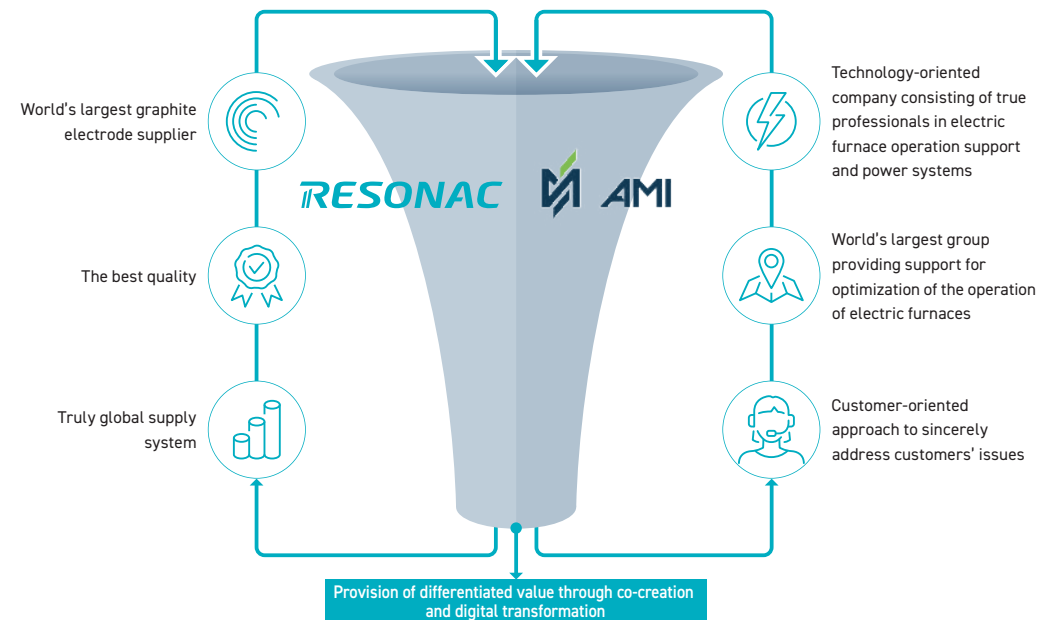 World's largest graphite
electrode supplier
The best quality
Truly global supply
system
RESONAC
AMI
Technology-oriented
company consisting of true
professionals in electric
furnace operation support
and power systems
World's largest group
providing support for
optimization of the operation
of electric furnaces
Customer-oriented
approach to sincerely
address customers' issues
Provision of differentiated value through co-creation
and digital transformation